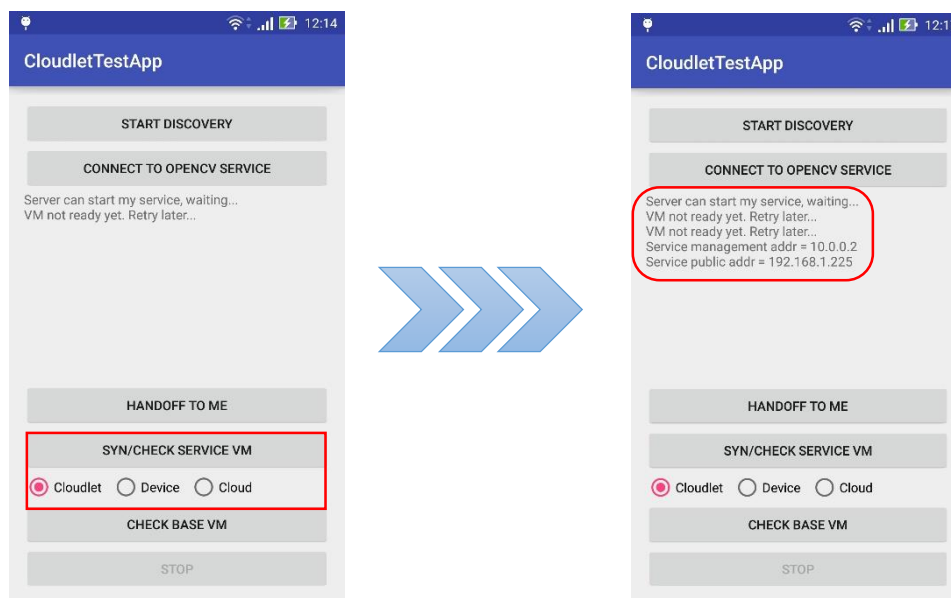 12:14
CloudletTestApp
START DISCOVERY
CONNECT TO OPENCV SERVICE
Server can start my service, waiting...
VM not ready yet. Retry later...
HANDOFF TO ME
SYN/CHECK SERVICE VM
Cloudlet Device Cloud
CHECK BASE VM
STOP
CloudletTestApp
START DISCOVERY
CONNECT TO OPENCV SERVICE
Server can start my service, waiting...
VM not ready yet. Retry later...
VM not ready yet. Retry later...
Service management addr = 10.0.0.2
Service public addr = 192.168.1.225
HANDOFF TO ME
SYN/CHECK SERVICE VM
Cloudlet Device Cloud
CHECK BASE VM
STOP